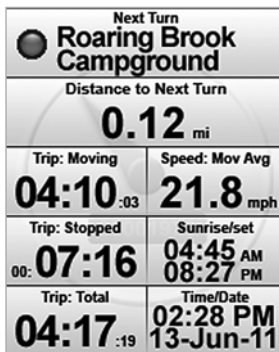 Next Turn
Roaring Brook
Campground
Distance to Next Turn
0.12 mi
Trip: Moving
04:10:03
Speed: Mov Avg
21.8 mph
Trip: Stopped
00:07:16
Sunrise/set
04:45 AM
08:27 PM
Trip: Total
04:17:19
Time/Date
02:28 PM
13-Jun-11